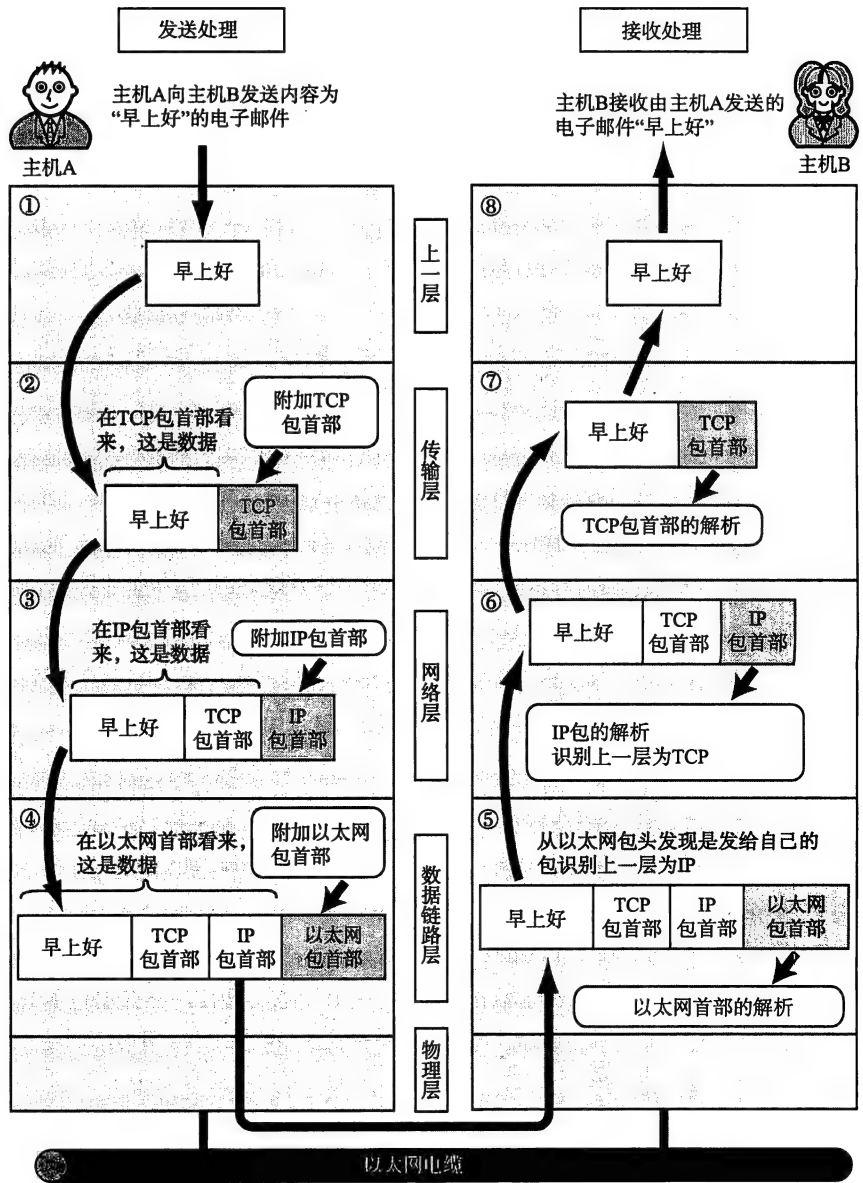 发送处理
接收处理
主机A向主机B发送内容为
“早上好”的电子邮件
主机A
主机B接收由主机A发送的
电子邮件“早上好”
主机B
①
早上好
上一层
⑧
早上好
②
在TCP包首部看
来，这是数据
附加TCP
包首部
早上好
TCP
包首部
传输层
⑦
早上好
TCP
包首部
TCP包首部的解析
③
在IP包首部看
来，这是数据
附加IP包首部
早上好
TCP
包首部
IP
包首部
网络层
⑥
早上好
TCP
包首部
IP
包首部
IP包的解析
识别上一层为TCP
④
在以太网首部看来，
这是数据
附加以太网
包首部
早上好
TCP
包首部
IP
包首部
以太网
包首部
数据链路层
⑤
从以太网包头发现是发给自己的
包识别上一层为IP
早上好
TCP
包首部
IP
包首部
以太网
包首部
以太网首部的解析
物理层
以太网电缆